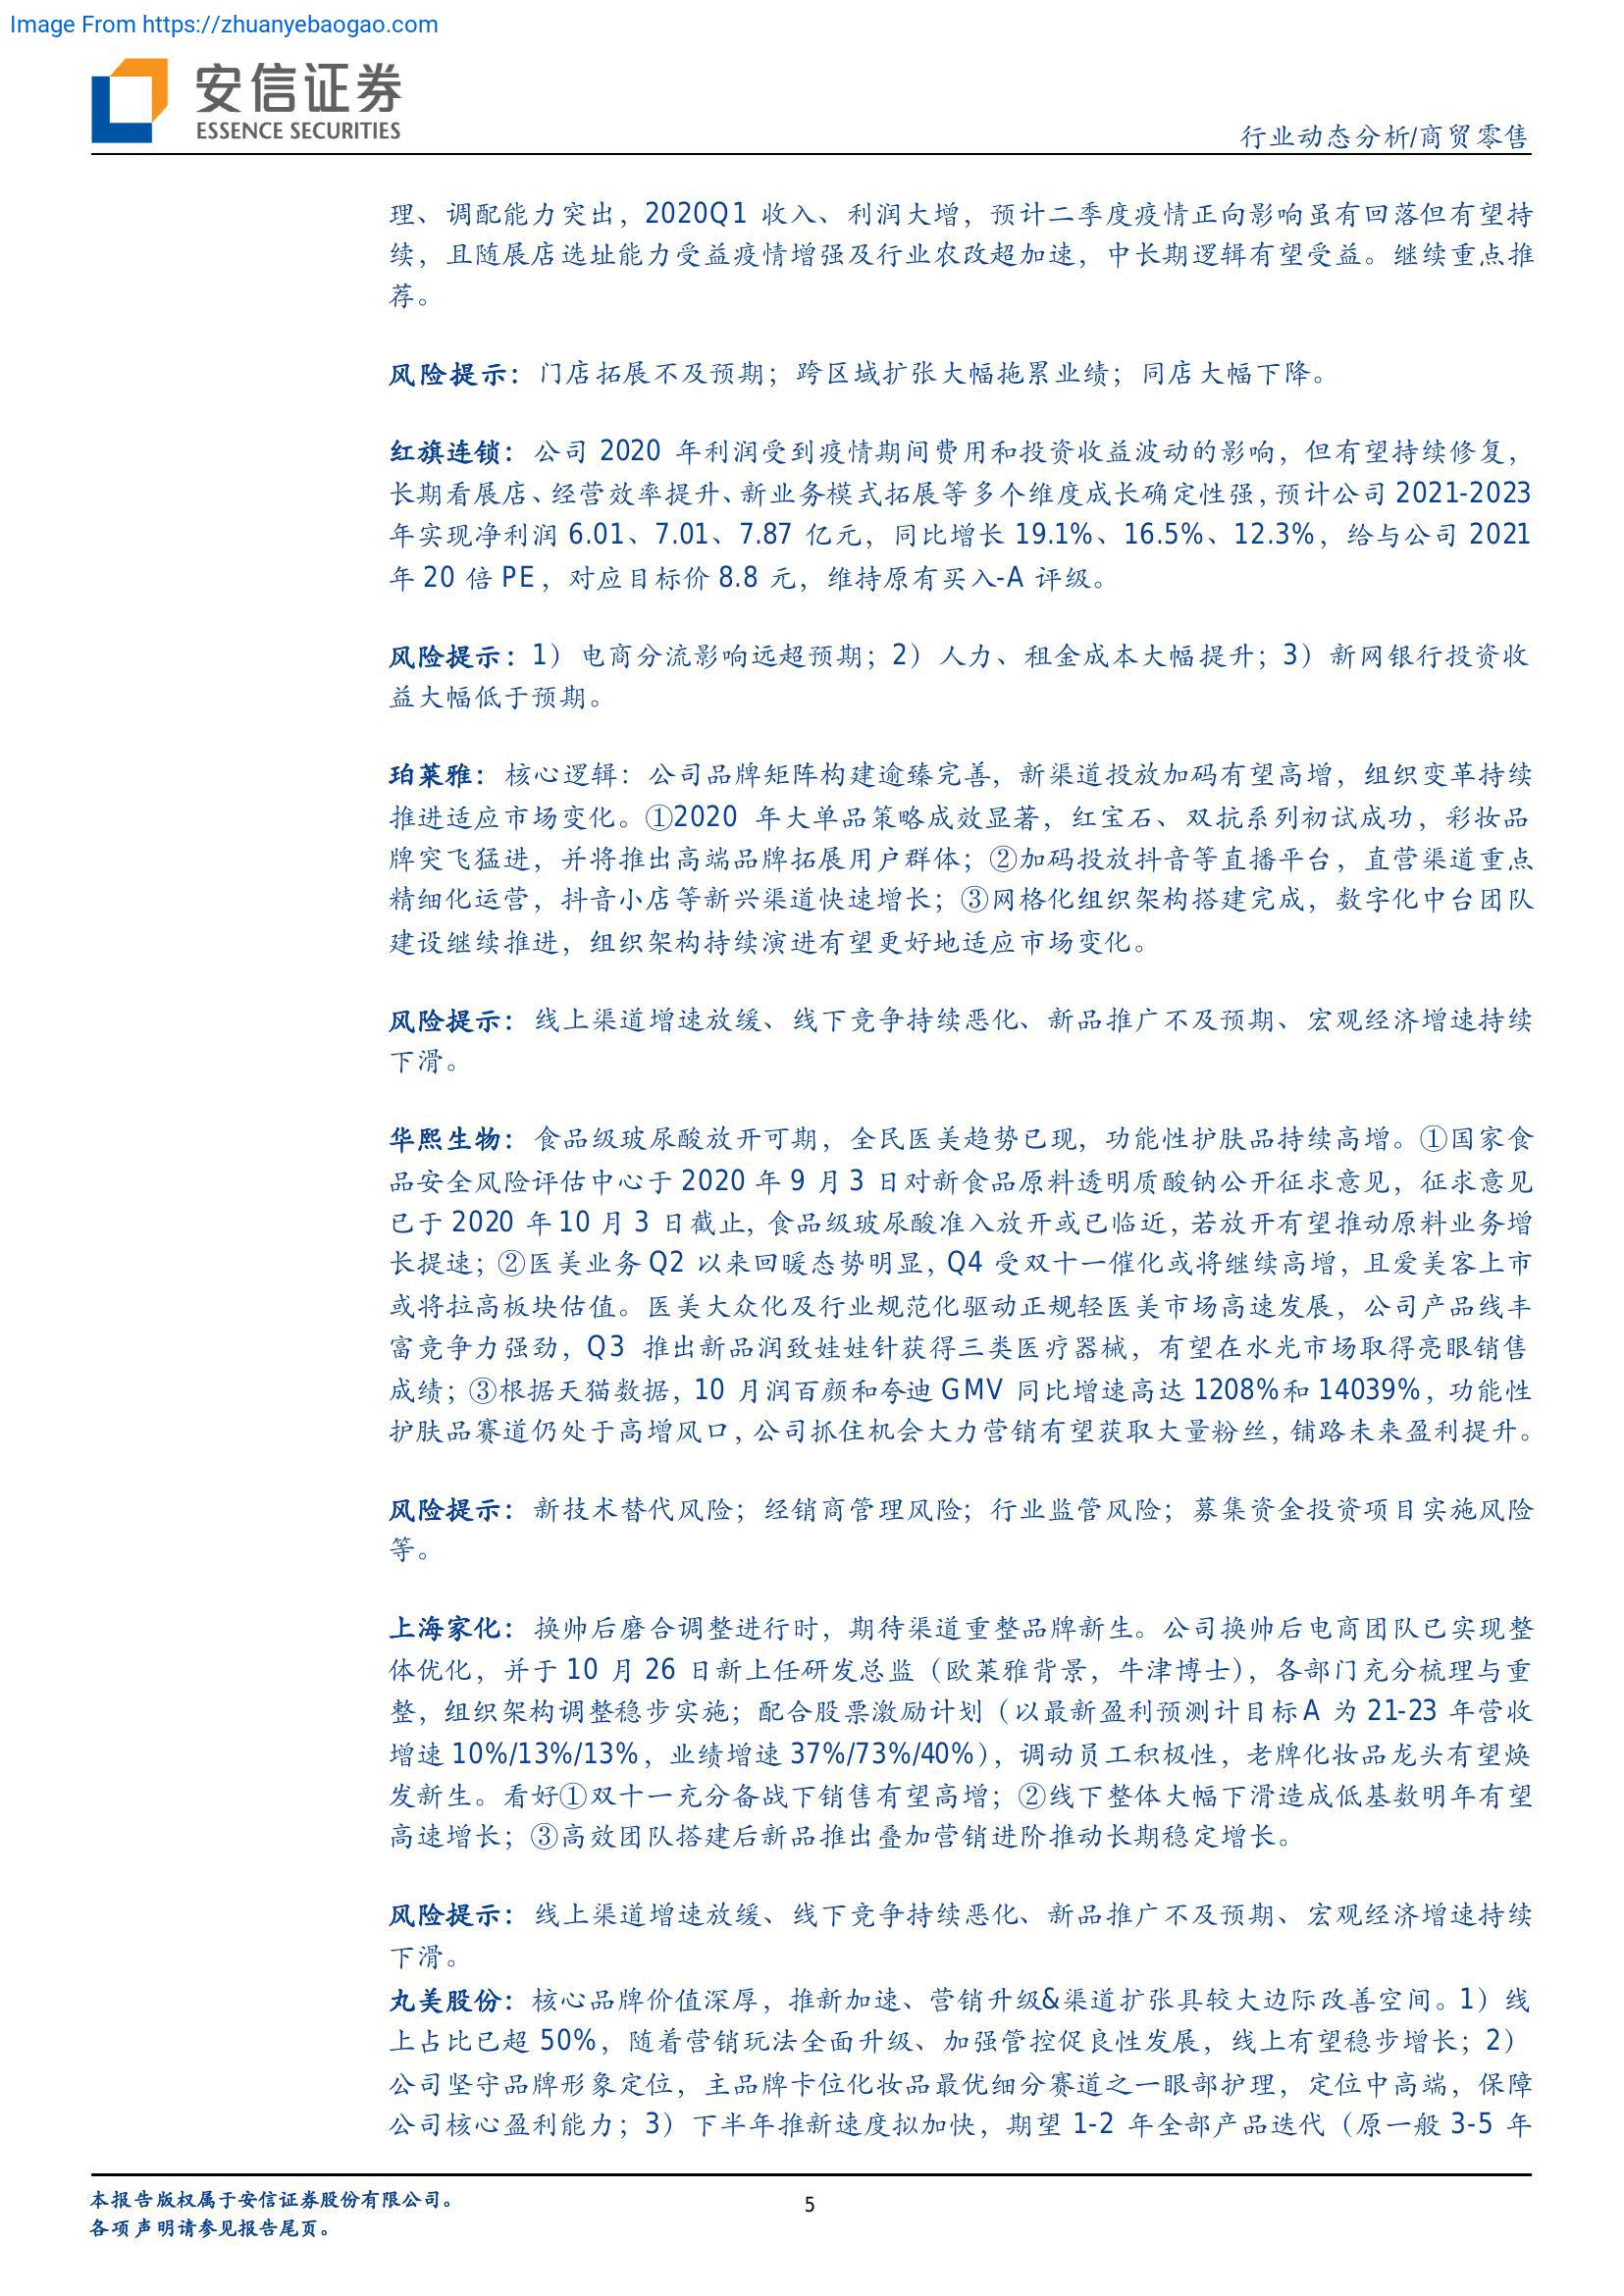 Image From https://zhuanyebaogao.com
安信证券
ESSENCE SECURITIES
行业动态分析/商贸零售
理、调配能力突出，2020Q1 收入、利润大增，预计二季度疫情正向影响虽有回落但有望持
续，且随展店选址能力受益疫情增强及行业农改超加速，中长期逻辑有望受益。继续重点推
荐。
风险提示：门店拓展不及预期；跨区域扩张大幅拖累业绩；同店大幅下降。
红旗连锁：公司 2020 年利润受到疫情期间费用和投资收益波动的影响，但有望持续修复，
长期看展店、经营效率提升、新业务模式拓展等多个维度成长确定性强，预计公司 2021-2023
年实现净利润 6.01、7.01、7.87 亿元，同比增长 19.1%、16.5%、12.3%，给与公司 2021
年 20 倍 PE，对应目标价 8.8 元，维持原有买入-A 评级。
风险提示：1）电商分流影响远超预期；2）人力、租金成本大幅提升；3）新网银行投资收
益大幅低于预期。
珀莱雅：核心逻辑：公司品牌矩阵构建逾臻完善，新渠道投放加码有望高增，组织变革持续
推进适应市场变化。①2020 年大单品策略成效显著，红宝石、双抗系列初试成功，彩妆品
牌突飞猛进，并将推出高端品牌拓展用户群体；②加码投放抖音等直播平台，直营渠道重点
精细化运营，抖音小店等新兴渠道快速增长；③网格化组织架构搭建完成，数字化中台团队
建设继续推进，组织架构持续演进有望更好地适应市场变化。
风险提示：线上渠道增速放缓、线下竞争持续恶化、新品推广不及预期、宏观经济增速持续
下滑。
华熙生物：食品级玻尿酸放开可期，全民医美趋势已现，功能性护肤品持续高增。①国家食
品安全风险评估中心于 2020 年 9 月 3 日对新食品原料透明质酸钠公开征求意见，征求意见
已于 2020 年 10 月 3 日截止，食品级玻尿酸准入放开或已临近，若放开有望推动原料业务增
长提速；②医美业务 Q2 以来回暖态势明显，Q4 受双十一催化或将继续高增，且爱美客上市
或将拉高板块估值。医美大众化及行业规范化驱动正规轻医美市场高速发展，公司产品线丰
富竞争力强劲，Q3 推出新品润致娃娃针获得三类医疗器械，有望在水光市场取得亮眼销售
成绩；③根据天猫数据，10 月润百颜和夸迪 GMV 同比增速高达 1208%和 14039%，功能性
护肤品赛道仍处于高增风口，公司抓住机会大力营销有望获取大量粉丝，铺路未来盈利提升。
风险提示：新技术替代风险；经销商管理风险；行业监管风险；募集资金投资项目实施风险
等。
上海家化：换帅后磨合调整进行时，期待渠道重整品牌新生。公司换帅后电商团队已实现整
体优化，并于 10 月 26 日新上任研发总监（欧莱雅背景，牛津博士），各部门充分梳理与重
整，组织架构调整稳步实施；配合股票激励计划（以最新盈利预测计目标 A 为 21-23 年营收
增速 10%/13%/13%，业绩增速 37%/73%/40%），调动员工积极性，老牌化妆品龙头有望焕
发新生。看好①双十一充分备战下销售有望高增；②线下整体大幅下滑造成低基数明年有望
高速增长；③高效团队搭建后新品推出叠加营销进阶推动长期稳定增长。
风险提示：线上渠道增速放缓、线下竞争持续恶化、新品推广不及预期、宏观经济增速持续
下滑。
丸美股份：核心品牌价值深厚，推新加速、营销升级&渠道扩张具较大边际改善空间。1）线
上占比已超 50%，随着营销玩法全面升级、加强管控促良性发展，线上有望稳步增长；2）
公司坚守品牌形象定位，主品牌卡位化妆品最优细分赛道之一眼部护理，定位中高端，保障
公司核心盈利能力；3）下半年推新速度拟加快，期望 1-2 年全部产品迭代（原一般 3-5 年
本报告版权属于安信证券股份有限公司。
5
各项声明请参见报告尾页。